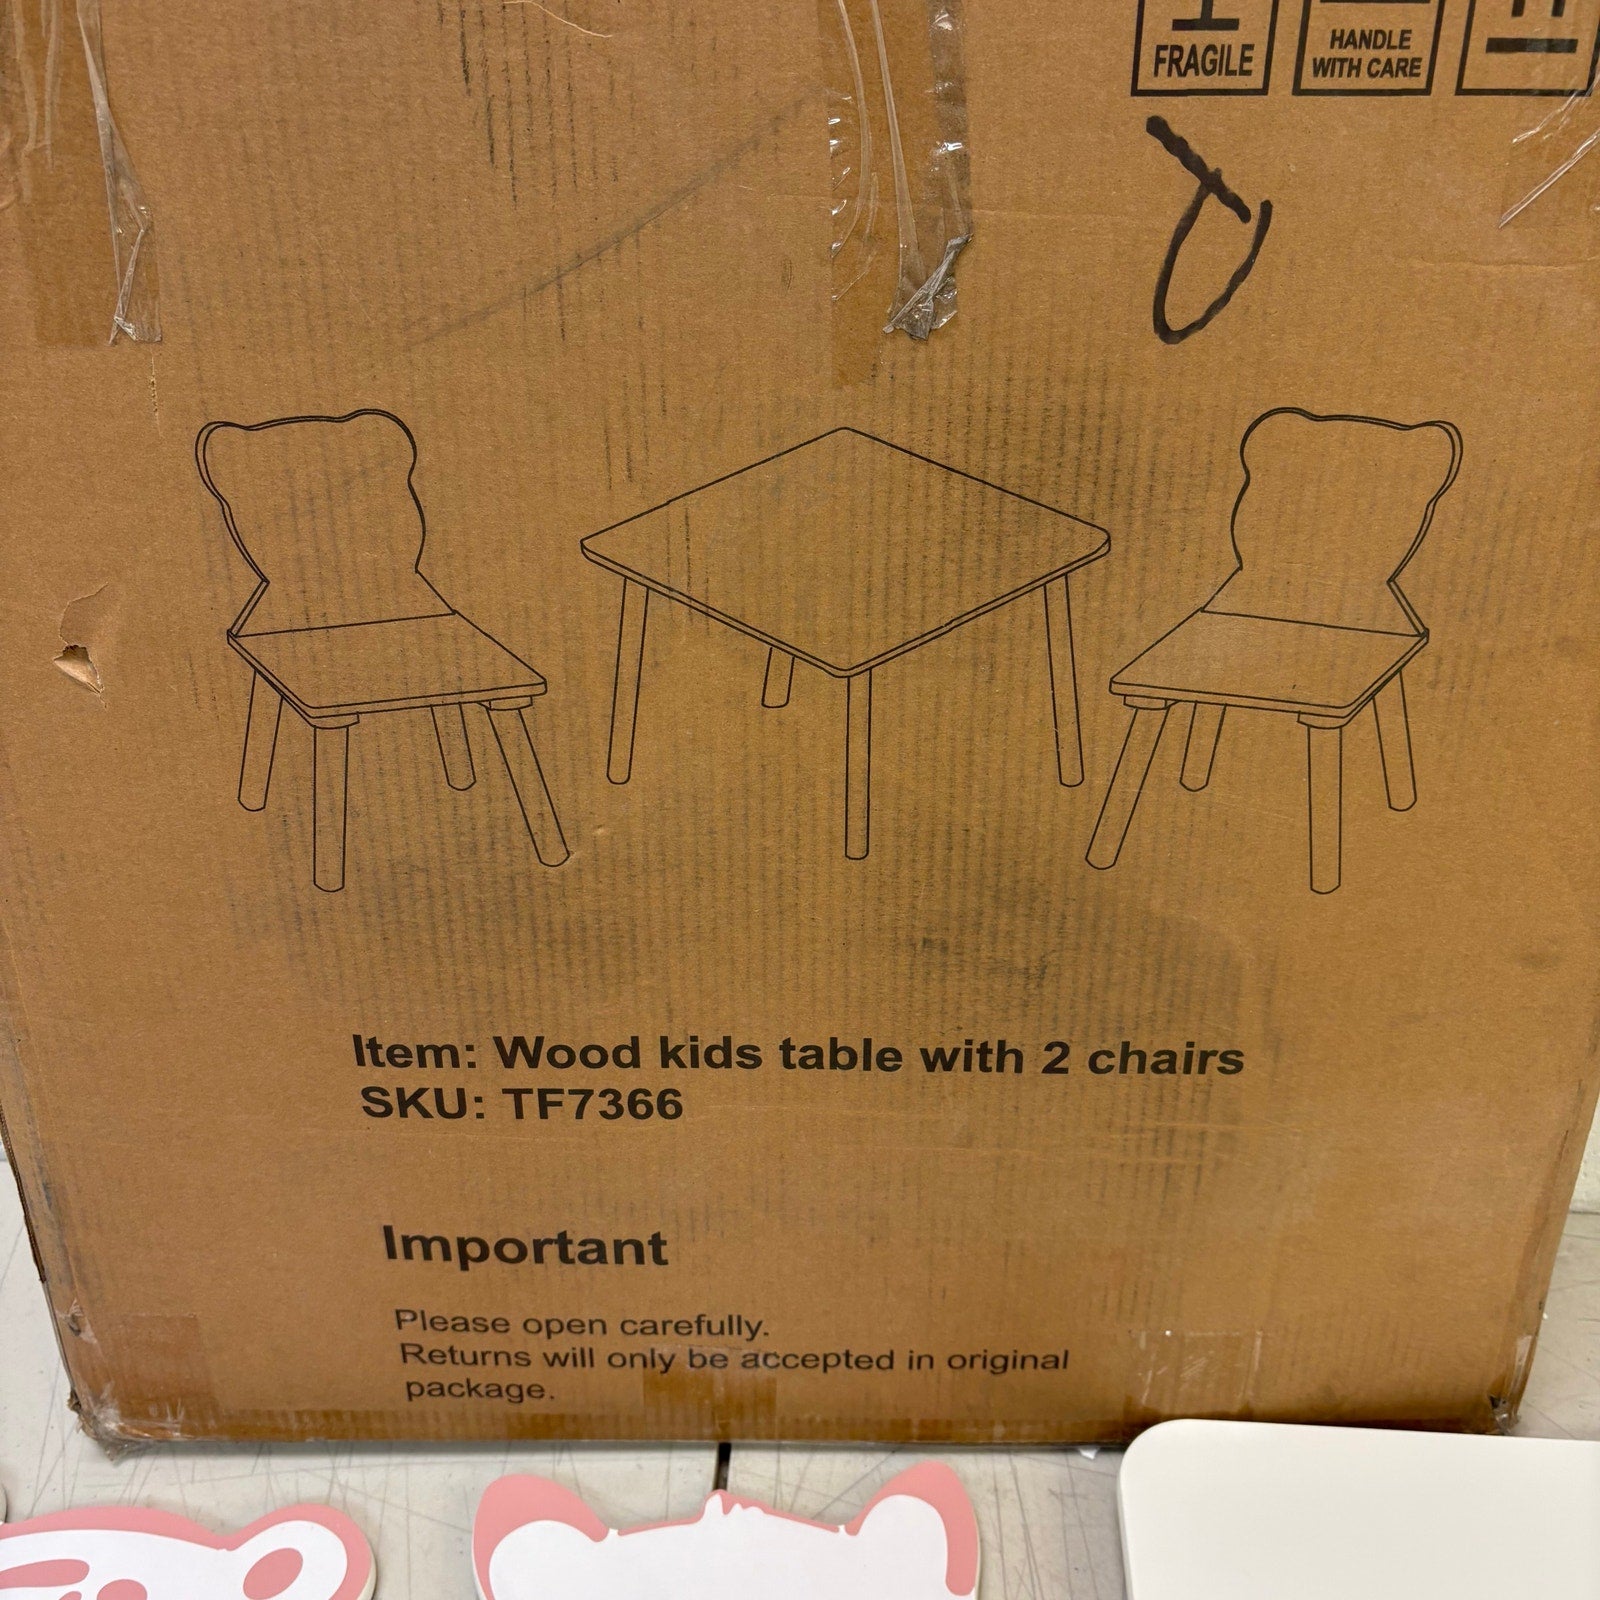 FRAGILE
HANDLE
WITH CARE
Item: Wood kids table with 2 chairs
SKU: TF7366
Important
Please open carefully.
Returns will only be accepted in original
package.